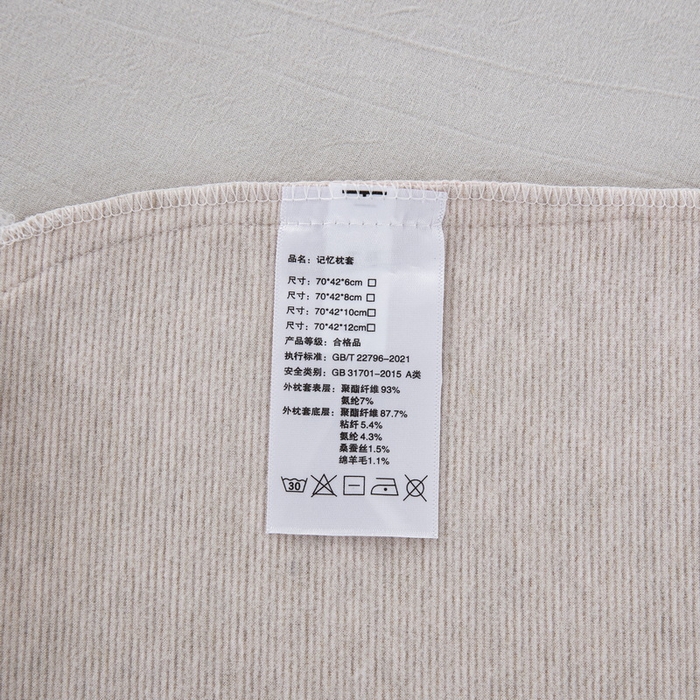 品名：记忆枕套
尺寸：70*42*6cm
尺寸：70*42*8cm
尺寸：70*42*10cm
尺寸：70*42*12cm
产品等级：合格品
执行标准：GB/T 22796-2021
安全类别：GB 31701-2015 A类
外枕套表层：聚酯纤维 93%
氨纶7%
外枕套底层：聚酯纤维 87.7%
粘纤 5.4%
氨纶 4.3%
桑蚕丝1.5%
绵羊毛1.1%
30